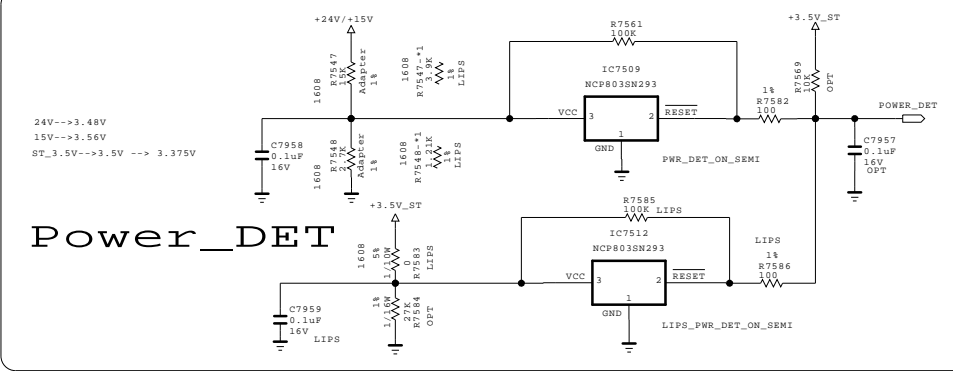 +24V/+15V
+3.5V_ST
R7561
100K
1608
R7547
15K
Adapter
1%
1608
R7547-*1
3.9K
1%
LIPS
IC7509
NCP803SN293
R7569
10K
OPT
1%
R7582
100
POWER_DET
VCC
3
2
RESET
1
GND
24V-->3.48V
15V-->3.56V
ST_3.5V-->3.5V --> 3.375V
C7958
0.1uF
16V
1608
R7548
Adapter
1%
1608
R7548-*1
1.21K
1%
LIPS
PWR_DET_ON_SEMI
C7957
0.1uF
16V
OPT
+3.5V_ST
R7585
100K LIPS
Power_DET
1608
5%
1/10W
0
R7583
LIPS
IC7512
NCP803SN293
LIPS
1%
R7586
100
VCC
3
2
RESET
1
GND
1%
1/16W
27K
R7584
OPT
C7959
0.1uF
16V
LIPS
LIPS_PWR_DET_ON_SEMI